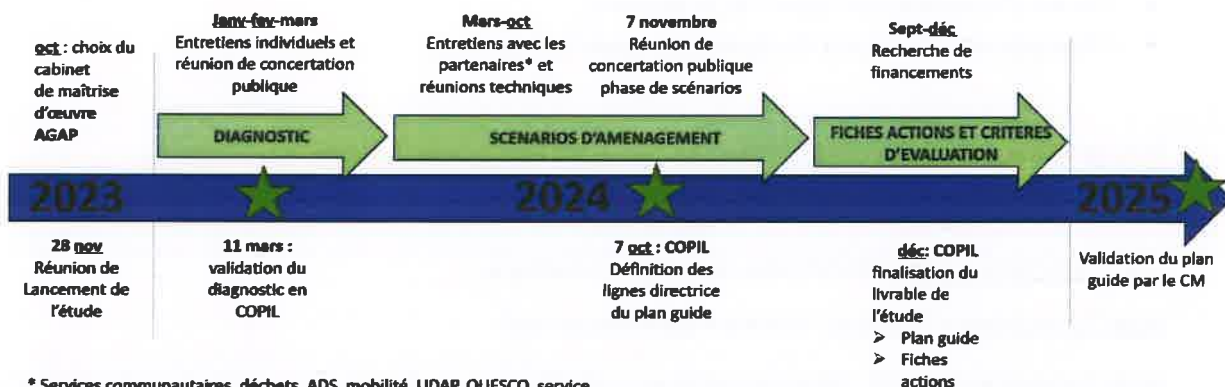 oct : choix du
cabinet
de maîtrise
d'œuvre
AGAP
Janv-fev-mars
Entretiens individuels et
réunion de concertation
publique
Mars-oct
Entretiens avec les
partenaires* et
réunions techniques
7 novembre
Réunion de
concertation publique
phase de scénarios
Sept-déc
Recherche de
financements
DIAGNOSTIC
SCENARIOS D'AMENAGEMENT
FICHES ACTIONS ET CRITERES
D'EVALUATION
2023
2024
2025
28 nov
Réunion de
Lancement de
l'étude
11 mars :
validation du
diagnostic en
COPIL
7 oct : COPIL
Définition des
lignes directrice
du plan guide
déc: COPIL
finalisation du
livrable de
l'étude
➢ Plan guide
➢ Fiches
actions
Validation du plan
guide par le CM
* Services communautaires, déchets, ADS, mobilité, UDAP, OUESCO, service